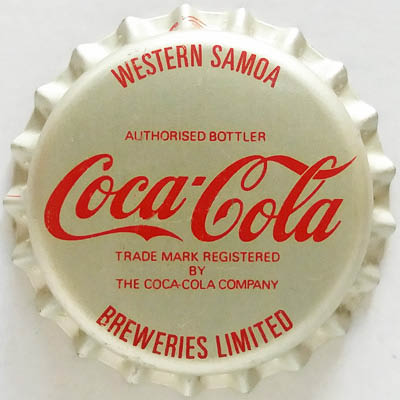 WESTERN SAMOA
AUTHORISED BOTTLER
Coca-Cola
TRADE MARK REGISTERED
BY
THE COCA-COLA COMPANY
BREWERIES LIMITED